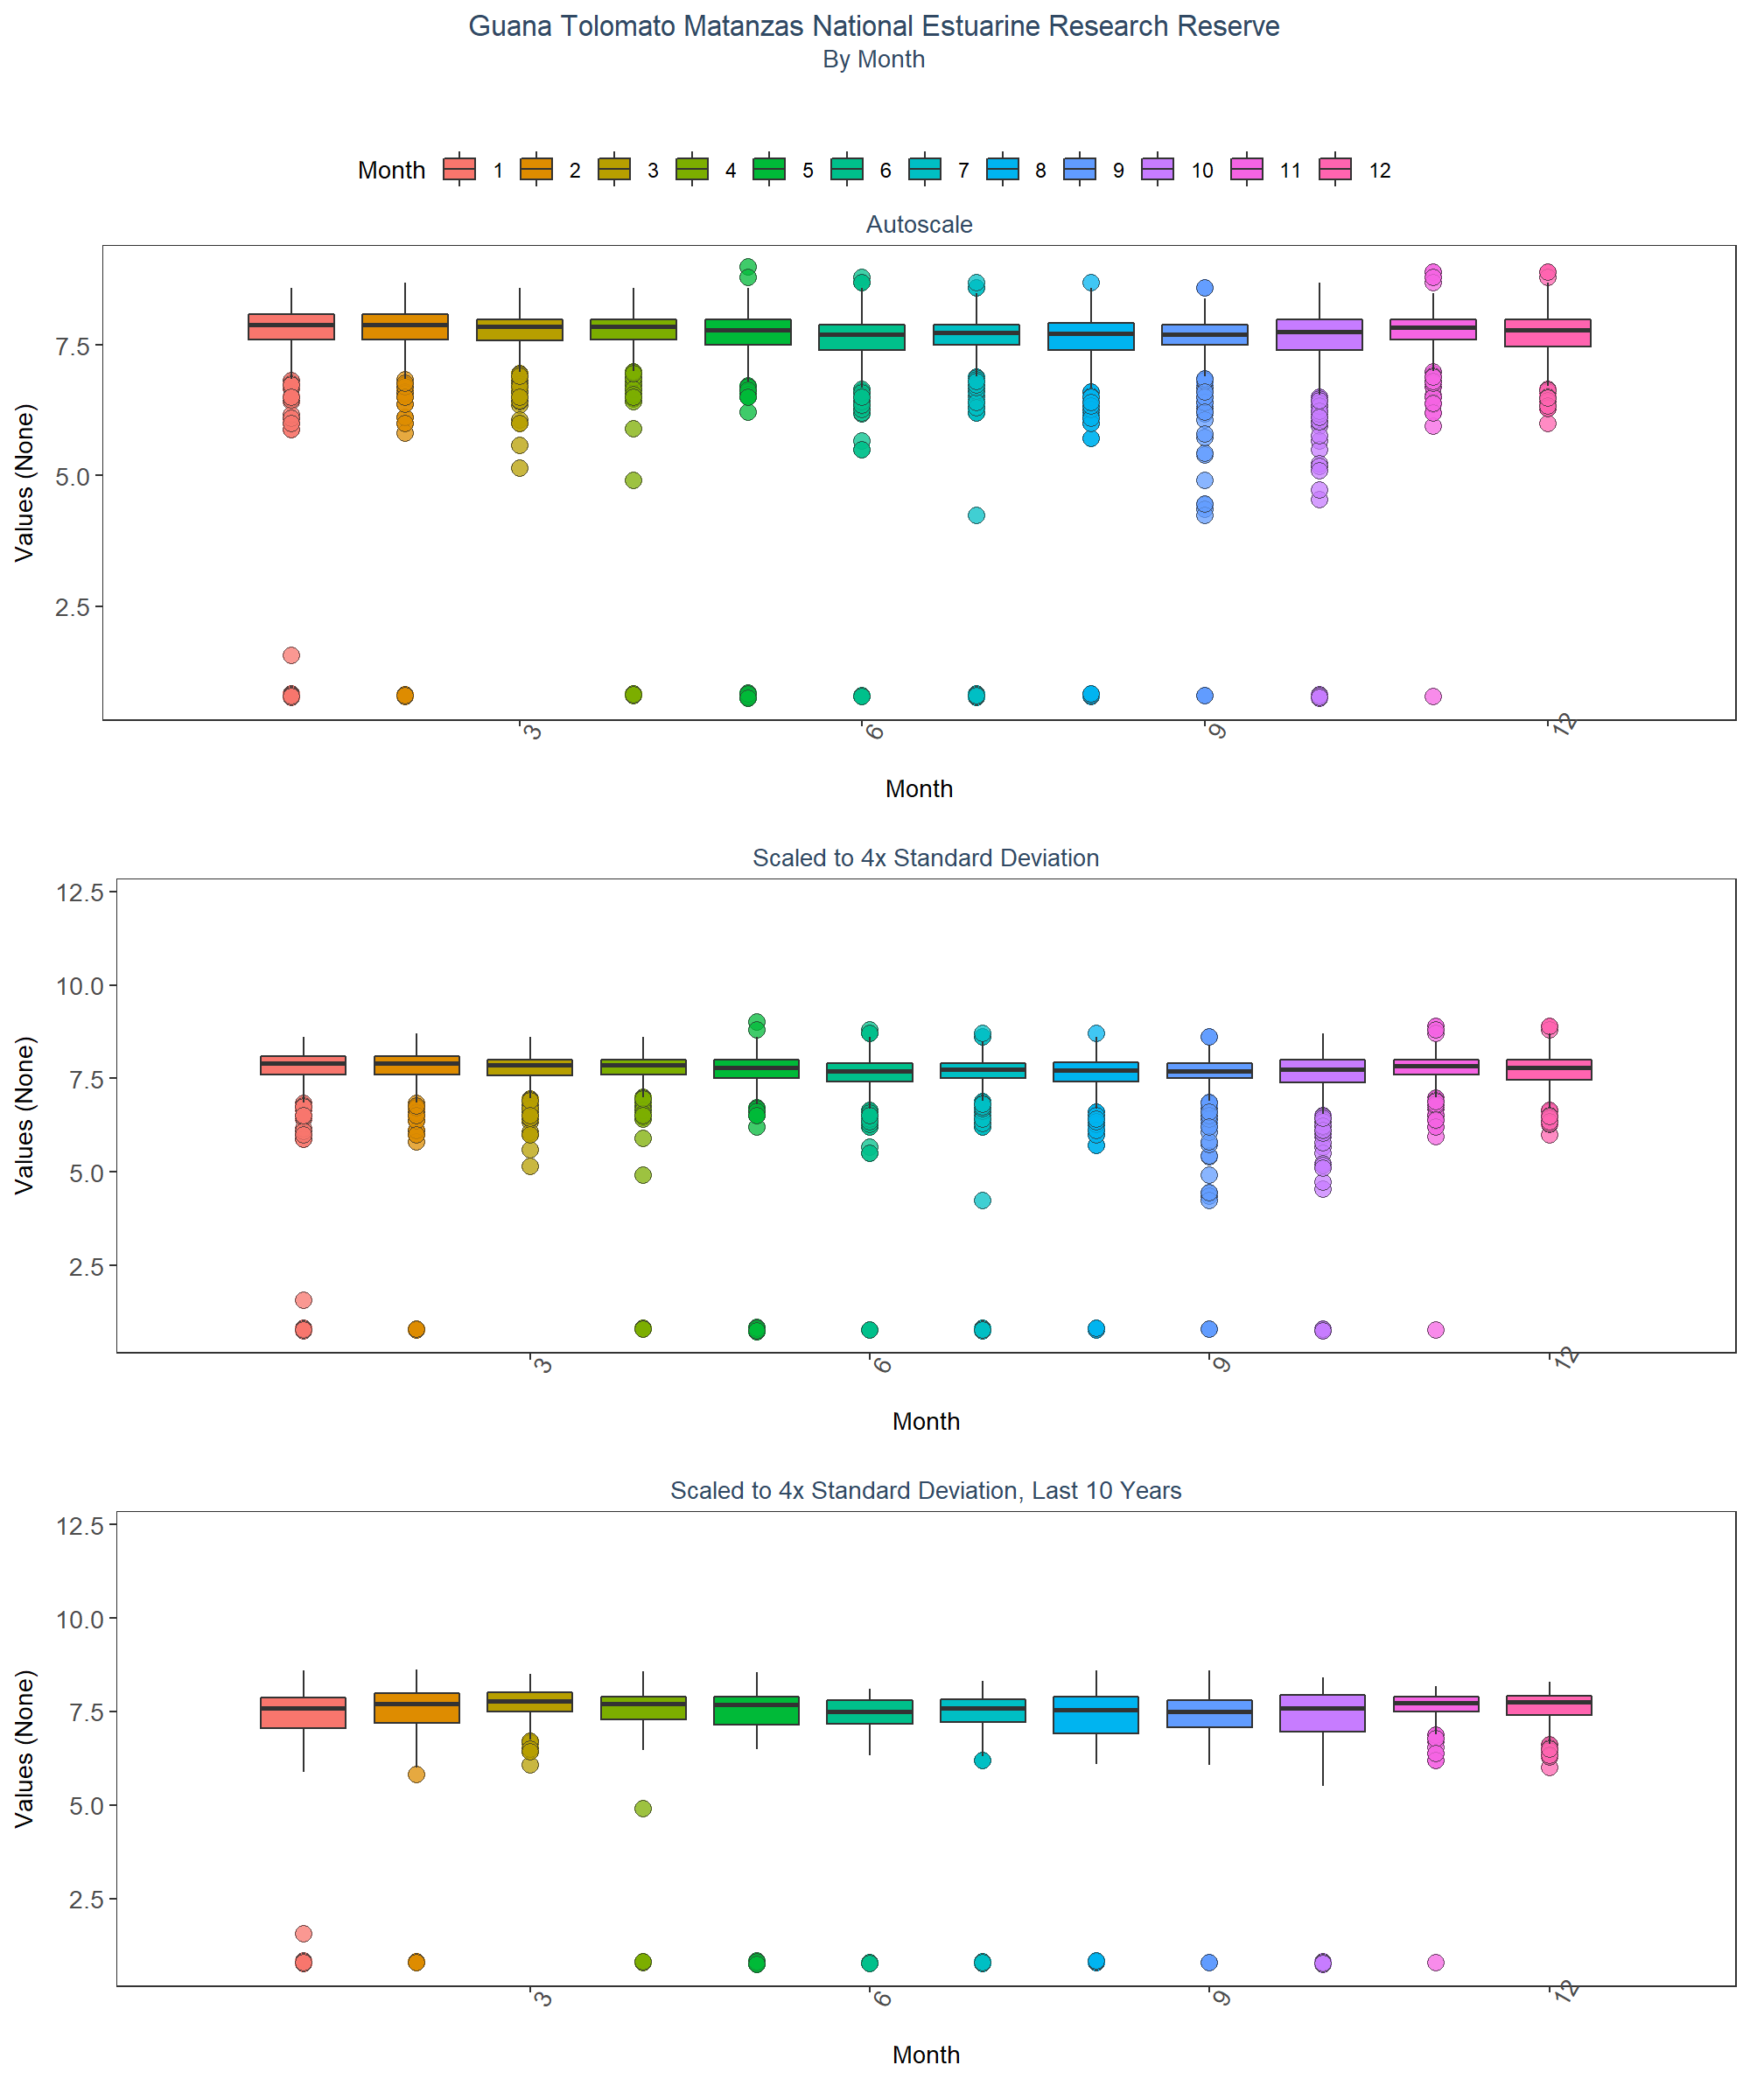 Guana Tolomato Matanzas National Estuarine Research Reserve
By Month
Month 1 2 3 4 5 6 7 8 9 10 11 12
Autoscale
Values (None)
7.5
5.0
2.5
3 6 9 12
Month
Scaled to 4x Standard Deviation
Values (None)
12.5
10.0
7.5
5.0
2.5
3 6 9 12
Month
Scaled to 4x Standard Deviation, Last 10 Years
Values (None)
12.5
10.0
7.5
5.0
2.5
3 6 9 12
Month